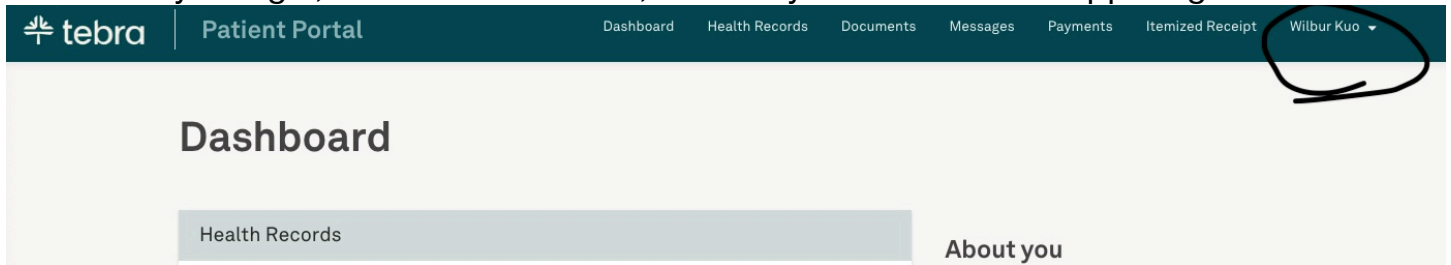 tebra Patient Portal Dashboard Health Records Documents Messages Payments Itemized Receipt Wilbur Kuo
Dashboard
Health Records
About you